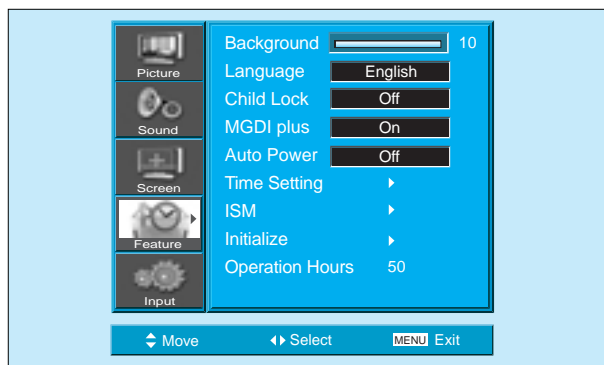 Picture
Sound
Screen
Feature
Input
Background 10
Language English
Child Lock Off
MGDI plus On
Auto Power Off
Time Setting
ISM
Initialize
Operation Hours 50
Move Select MENU Exit